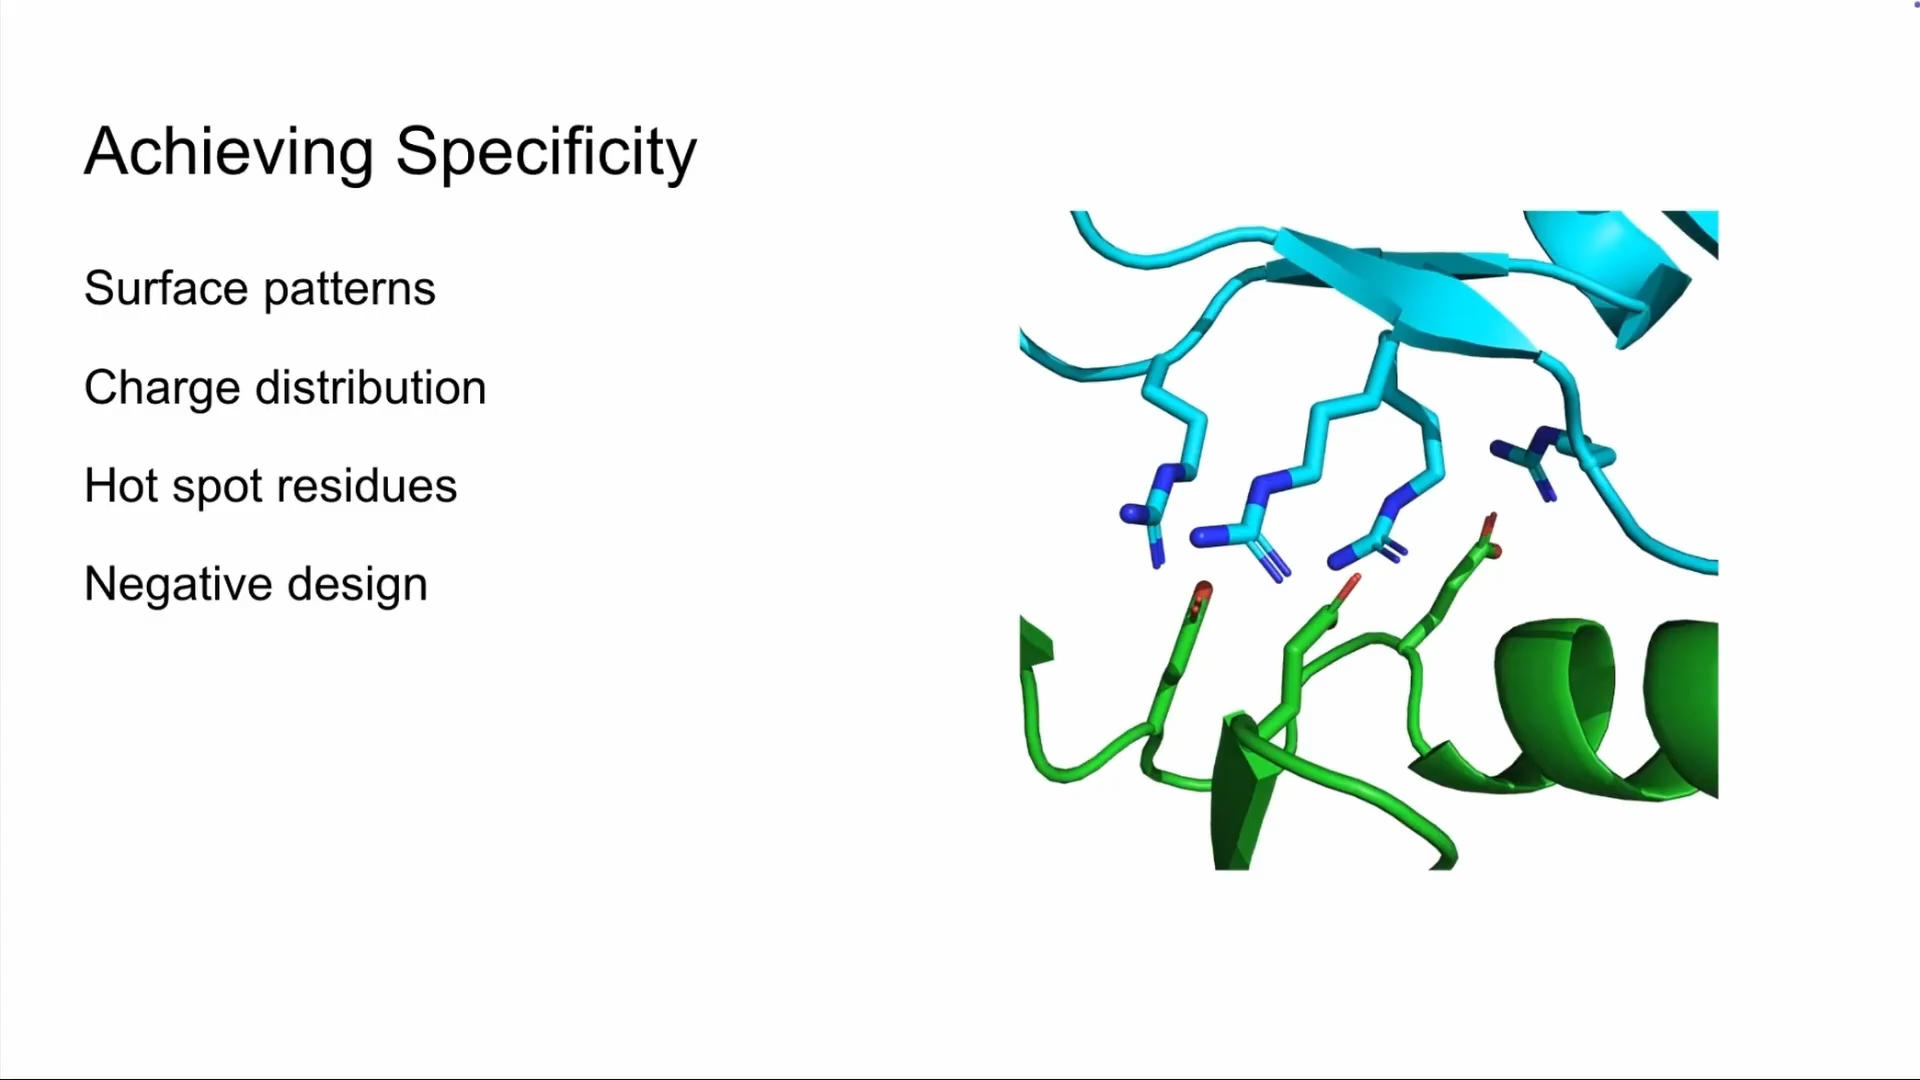 Achieving Specificity
Surface patterns
Charge distribution
Hot spot residues
Negative design